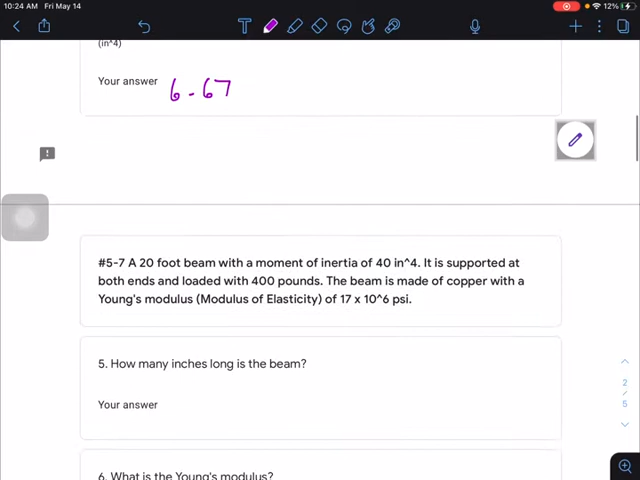 10:24 AM Fri May 14
12%
T
(in^4)
Your answer 6.67
#5-7 A 20 foot beam with a moment of inertia of 40 in^4. It is supported at
both ends and loaded with 400 pounds. The beam is made of copper with a
Young's modulus (Modulus of Elasticity) of 17 x 10^6 psi.
5. How many inches long is the beam?
Your answer
2
/
5
6. What is the Young's modulus?